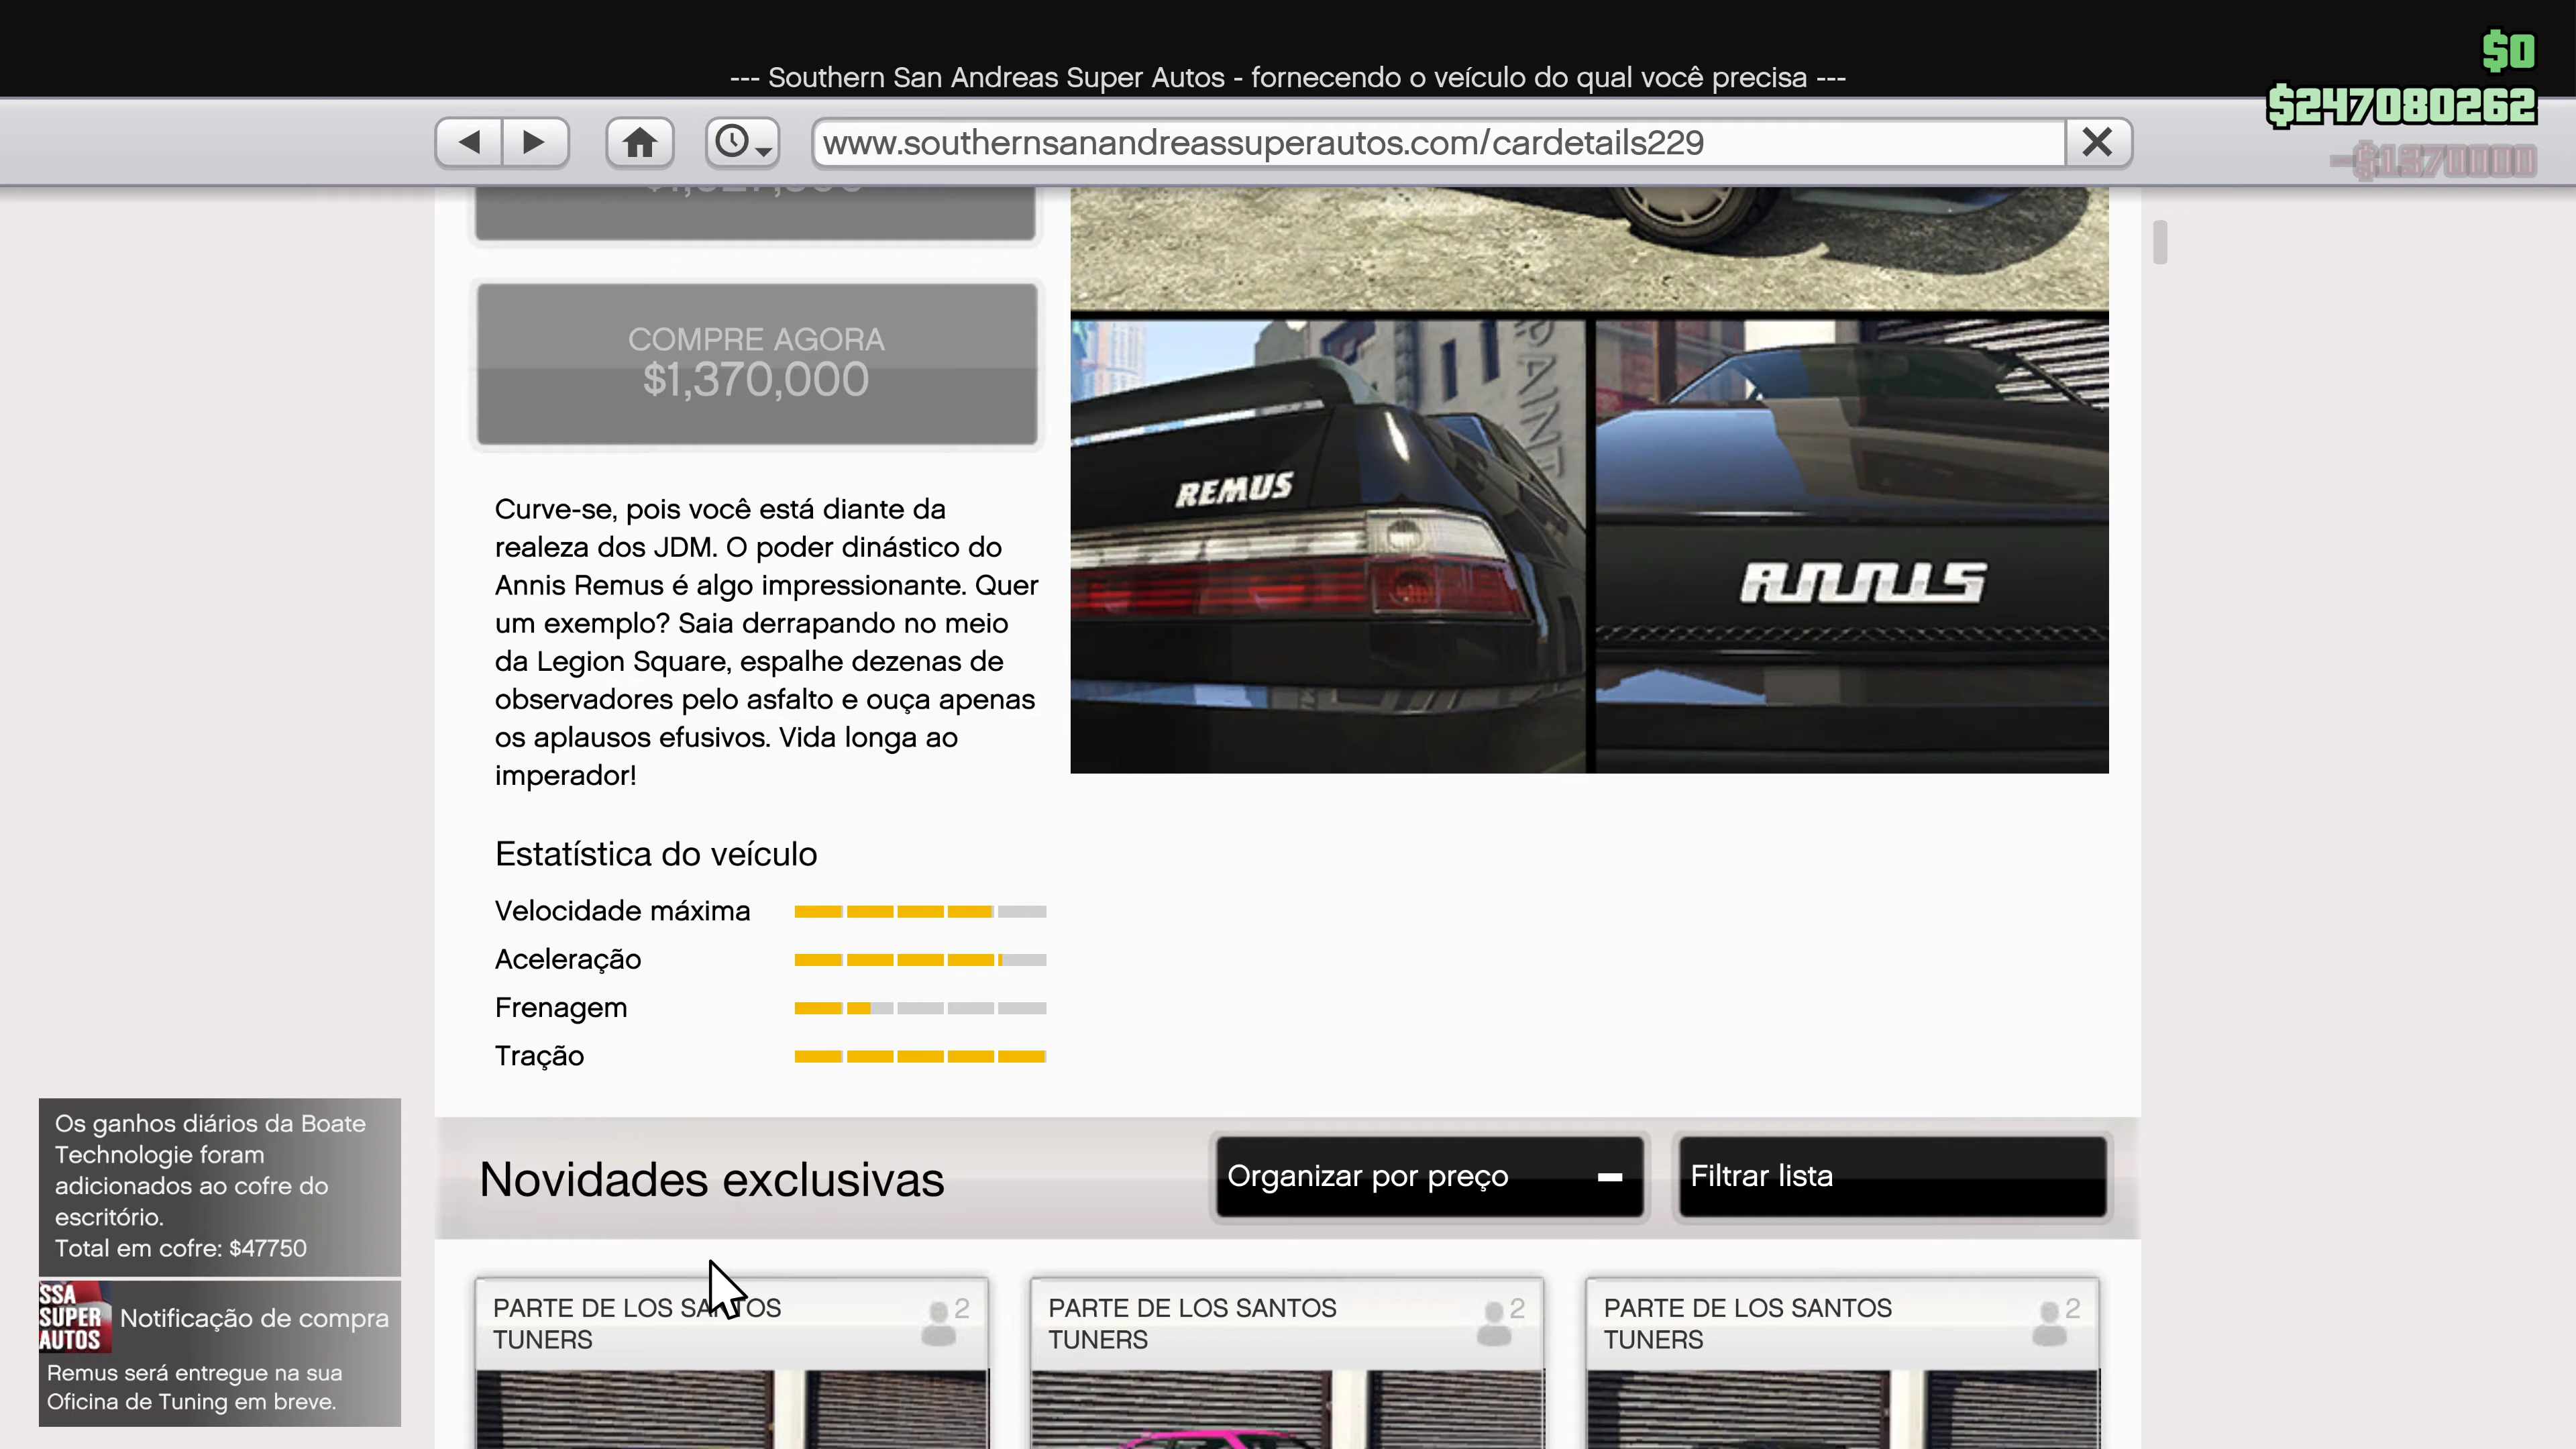 --- Southern San Andreas Super Autos - fornecendo o veículo do qual você precisa ---
$0
$247080262
-$1370000
www.southernsanandreassuperautos.com/cardetails229
COMPRE AGORA
$1,370,000
Curve-se, pois você está diante da
realeza dos JDM. O poder dinástico do
Annis Remus é algo impressionante. Quer
um exemplo? Saia derrapando no meio
da Legion Square, espalhe dezenas de
observadores pelo asfalto e ouça apenas
os aplausos efusivos. Vida longa ao
imperador!
REMUS
ANNIS
Estatística do veículo
Velocidade máxima
Aceleração
Frenagem
Tração
Os ganhos diários da Boate
Technologie foram
adicionados ao cofre do
escritório.
Total em cofre: $47750
SSA
SUPER
AUTOS
Notificação de compra
Remus será entregue na sua
Oficina de Tuning em breve.
Novidades exclusivas
Organizar por preço
Filtrar lista
PARTE DE LOS SANTOS
TUNERS
2
PARTE DE LOS SANTOS
TUNERS
2
PARTE DE LOS SANTOS
TUNERS
2